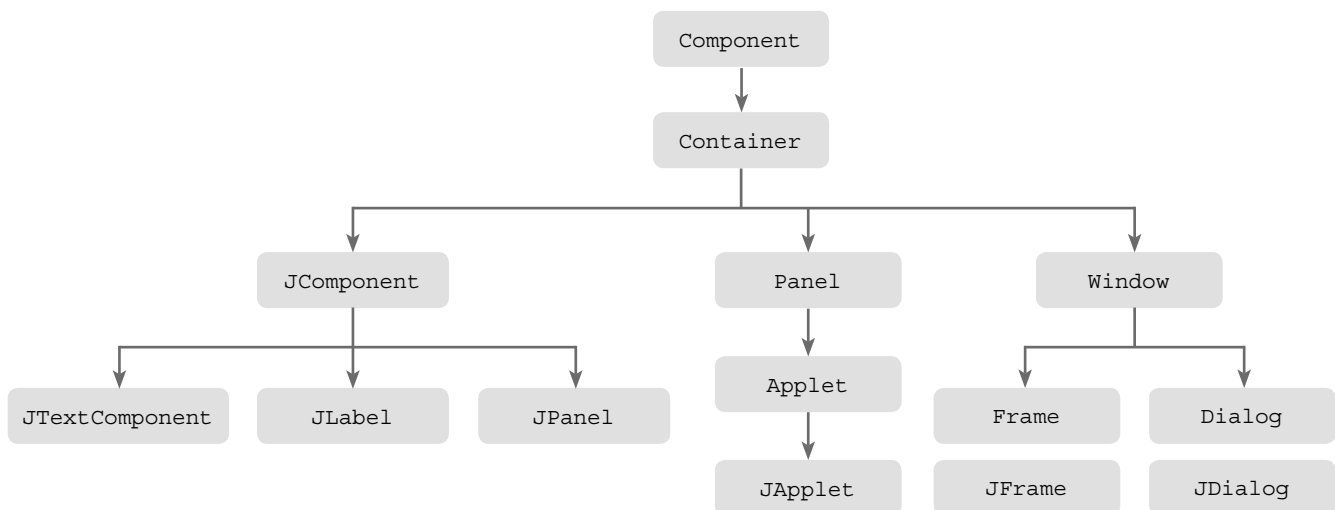 Component
Container
JComponent Panel Window
Applet
JTextComponent JLabel JPanel Frame Dialog
JApplet JFrame JDialog